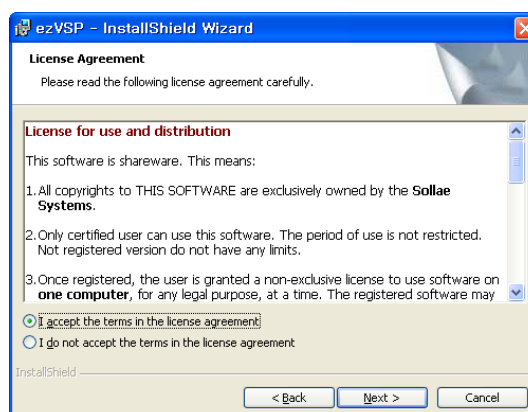 ezVSP - InstallShield Wizard
License Agreement
Please read the following license agreement carefully.
License for use and distribution
This software is shareware. This means:
1. All copyrights to THIS SOFTWARE are exclusively owned by the Sollae
Systems.
2. Only certified user can use this software. The period of use is not restricted.
Not registered version do not have any limits.
3. Once registered, the user is granted a non-exclusive license to use software on
one computer, for any legal purpose, at a time. The registered software may
I accept the terms in the license agreement
I do not accept the terms in the license agreement
InstallShield
< Back
Next >
Cancel